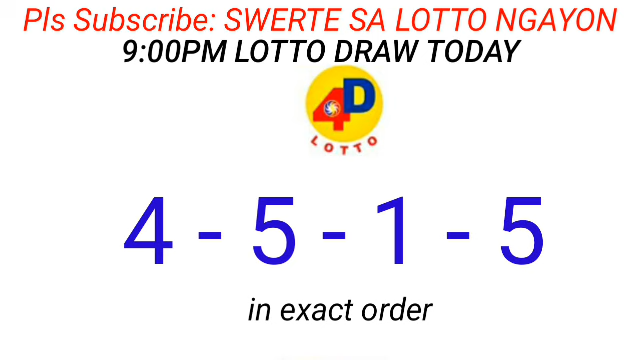 Pls Subscribe: SWERTE SA LOTTO NGAYON
9:00PM LOTTO DRAW TODAY
4D
LOTTO
4 - 5 - 1 - 5
in exact order